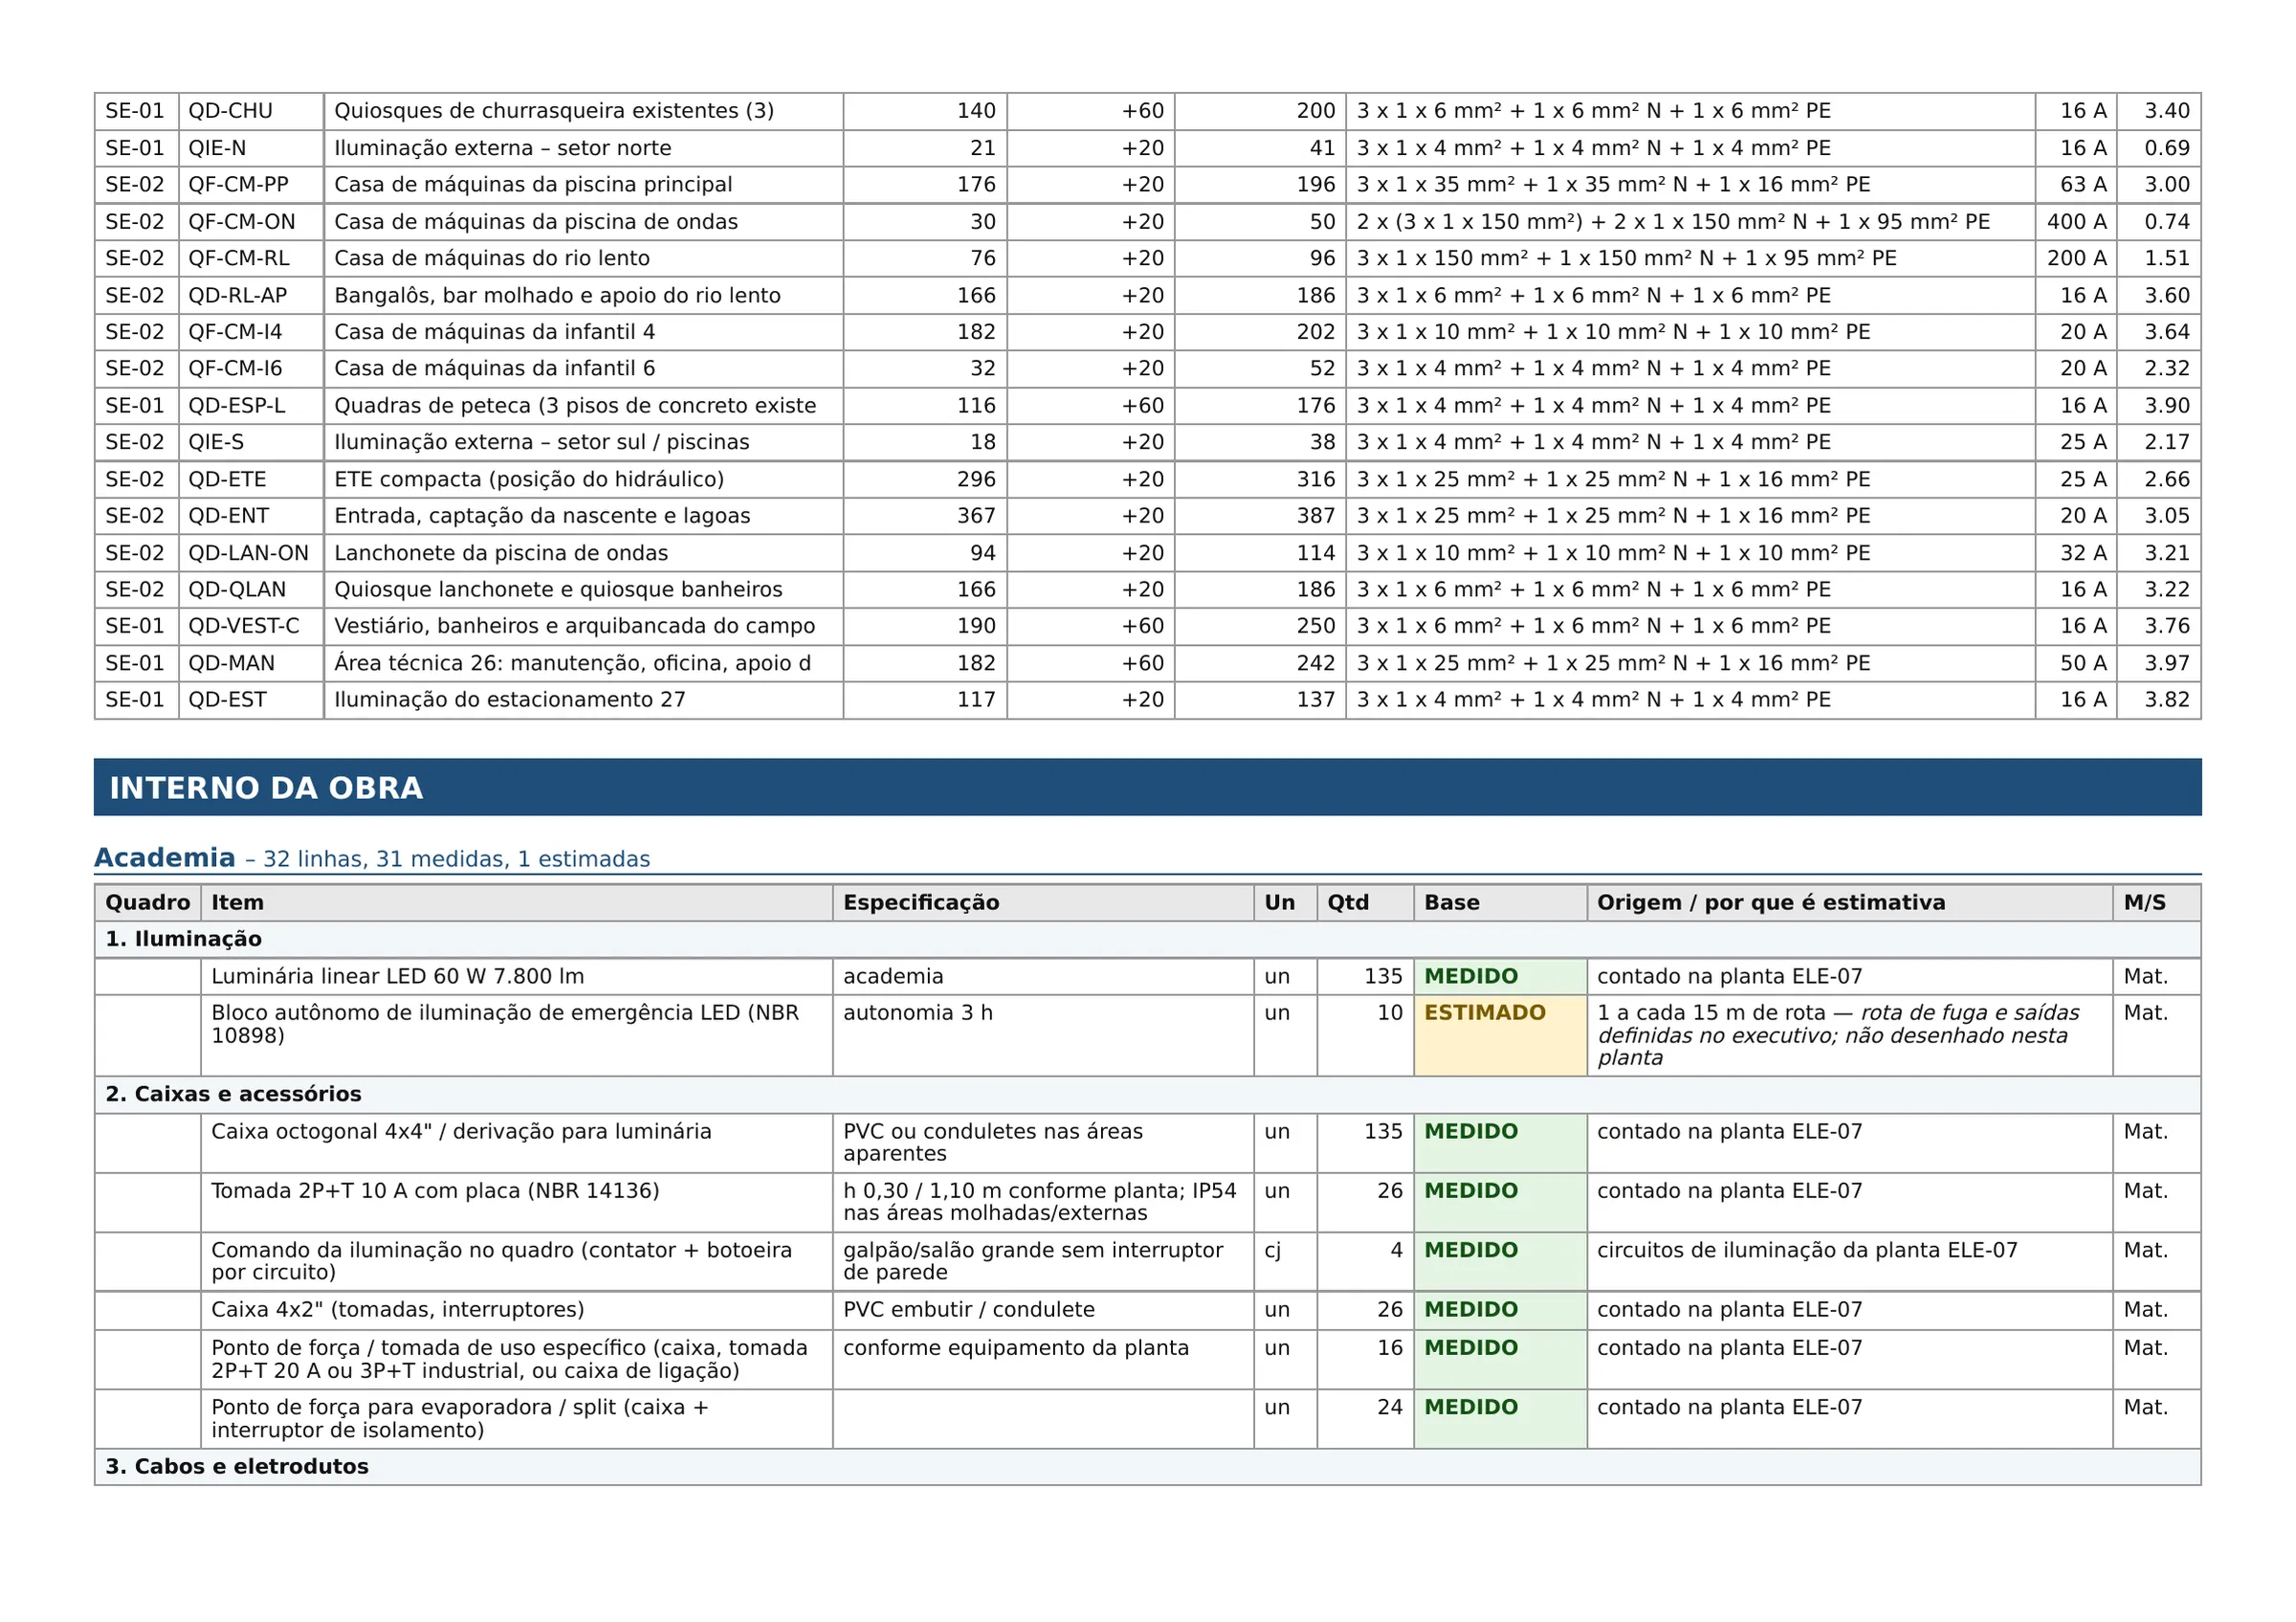 SE-01 QD-CHU Quiosques de churrasqueira existentes (3) 140 +60 200 3 x 1 x 6 mm² + 1 x 6 mm² N + 1 x 6 mm² PE 16 A 3.40
SE-01 QIE-N Iluminação externa – setor norte 21 +20 41 3 x 1 x 4 mm² + 1 x 4 mm² N + 1 x 4 mm² PE 16 A 0.69
SE-02 QF-CM-PP Casa de máquinas da piscina principal 176 +20 196 3 x 1 x 35 mm² + 1 x 35 mm² N + 1 x 16 mm² PE 63 A 3.00
SE-02 QF-CM-ON Casa de máquinas da piscina de ondas 30 +20 50 2 x (3 x 1 x 150 mm²) + 2 x 1 x 150 mm² N + 1 x 95 mm² PE 400 A 0.74
SE-02 QF-CM-RL Casa de máquinas do rio lento 76 +20 96 3 x 1 x 150 mm² + 1 x 150 mm² N + 1 x 95 mm² PE 200 A 1.51
SE-02 QD-RL-AP Bangalôs, bar molhado e apoio do rio lento 166 +20 186 3 x 1 x 6 mm² + 1 x 6 mm² N + 1 x 6 mm² PE 16 A 3.60
SE-02 QF-CM-I4 Casa de máquinas da infantil 4 182 +20 202 3 x 1 x 10 mm² + 1 x 10 mm² N + 1 x 10 mm² PE 20 A 3.64
SE-02 QF-CM-I6 Casa de máquinas da infantil 6 32 +20 52 3 x 1 x 4 mm² + 1 x 4 mm² N + 1 x 4 mm² PE 20 A 2.32
SE-01 QD-ESP-L Quadras de peteca (3 pisos de concreto existe 116 +60 176 3 x 1 x 4 mm² + 1 x 4 mm² N + 1 x 4 mm² PE 16 A 3.90
SE-02 QIE-S Iluminação externa – setor sul / piscinas 18 +20 38 3 x 1 x 4 mm² + 1 x 4 mm² N + 1 x 4 mm² PE 25 A 2.17
SE-02 QD-ETE ETE compacta (posição do hidráulico) 296 +20 316 3 x 1 x 25 mm² + 1 x 25 mm² N + 1 x 16 mm² PE 25 A 2.66
SE-02 QD-ENT Entrada, captação da nascente e lagoas 367 +20 387 3 x 1 x 25 mm² + 1 x 25 mm² N + 1 x 16 mm² PE 20 A 3.05
SE-02 QD-LAN-ON Lanchonete da piscina de ondas 94 +20 114 3 x 1 x 10 mm² + 1 x 10 mm² N + 1 x 10 mm² PE 32 A 3.21
SE-02 QD-QLAN Quiosque lanchonete e quiosque banheiros 166 +20 186 3 x 1 x 6 mm² + 1 x 6 mm² N + 1 x 6 mm² PE 16 A 3.22
SE-01 QD-VEST-C Vestiário, banheiros e arquibancada do campo 190 +60 250 3 x 1 x 6 mm² + 1 x 6 mm² N + 1 x 6 mm² PE 16 A 3.76
SE-01 QD-MAN Área técnica 26: manutenção, oficina, apoio d 182 +60 242 3 x 1 x 25 mm² + 1 x 25 mm² N + 1 x 16 mm² PE 50 A 3.97
SE-01 QD-EST Iluminação do estacionamento 27 117 +20 137 3 x 1 x 4 mm² + 1 x 4 mm² N + 1 x 4 mm² PE 16 A 3.82
INTERNO DA OBRA
Academia – 32 linhas, 31 medidas, 1 estimadas
Quadro Item Especificação Un Qtd Base Origem / por que é estimativa M/S
1. Iluminação
Luminária linear LED 60 W 7.800 lm academia un 135 MEDIDO contado na planta ELE-07 Mat.
Bloco autônomo de iluminação de emergência LED (NBR autonomia 3 h un 10 ESTIMADO 1 a cada 15 m de rota — rota de fuga e saídas Mat.
10898) definidas no executivo; não desenhado nesta
planta
2. Caixas e acessórios
Caixa octogonal 4x4" / derivação para luminária PVC ou conduletes nas áreas un 135 MEDIDO contado na planta ELE-07 Mat.
aparentes
Tomada 2P+T 10 A com placa (NBR 14136) h 0,30 / 1,10 m conforme planta; IP54 un 26 MEDIDO contado na planta ELE-07 Mat.
nas áreas molhadas/externas
Comando da iluminação no quadro (contator + botoeira galpão/salão grande sem interruptor cj 4 MEDIDO circuitos de iluminação da planta ELE-07 Mat.
por circuito) de parede
Caixa 4x2" (tomadas, interruptores) PVC embutir / condulete un 26 MEDIDO contado na planta ELE-07 Mat.
Ponto de força / tomada de uso específico (caixa, tomada conforme equipamento da planta un 16 MEDIDO contado na planta ELE-07 Mat.
2P+T 20 A ou 3P+T industrial, ou caixa de ligação)
Ponto de força para evaporadora / split (caixa + un 24 MEDIDO contado na planta ELE-07 Mat.
interruptor de isolamento)
3. Cabos e eletrodutos